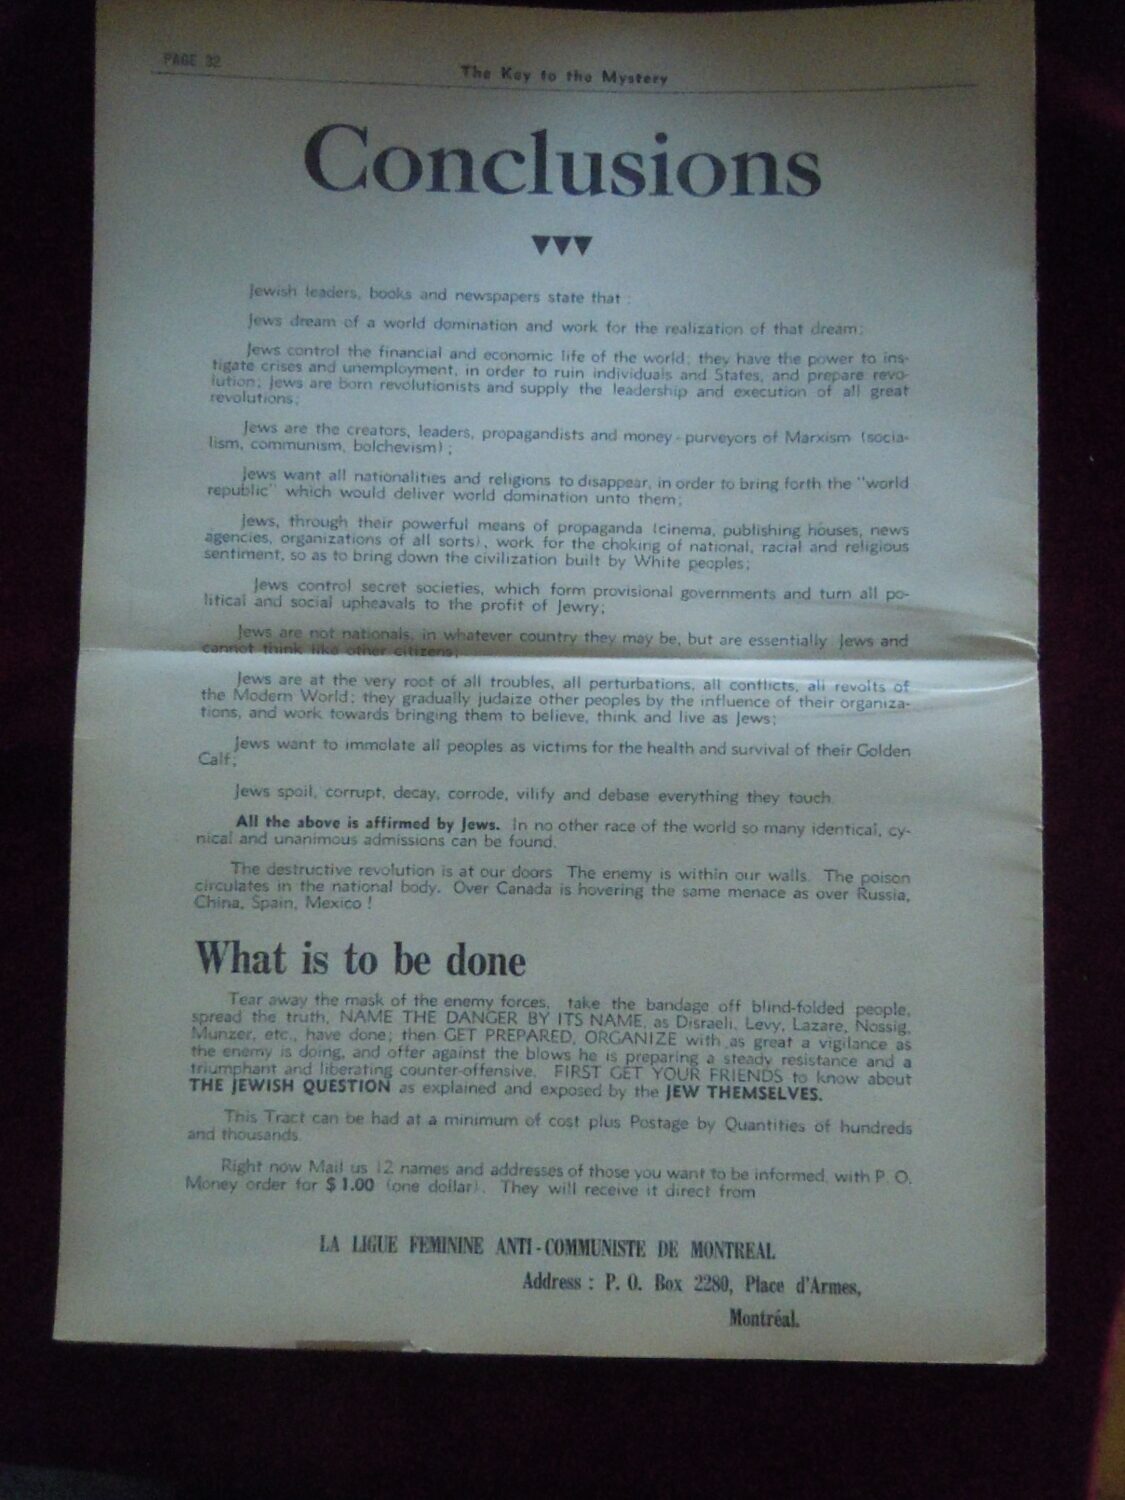 PAGE 32
The Key to the Mystery
Conclusions
▼▼▼
Jewish leaders, books and newspapers state that :
Jews dream of a world domination and work for the realization of that dream;
Jews control the financial and economic life of the world; they have the power to ins-
tigate crises and unemployment, in order to ruin individuals and States, and prepare revo-
lution; Jews are born revolutionists and supply the leadership and execution of all great
revolutions;
Jews are the creators, leaders, propagandists and money-purveyors of Marxism (socia-
lism, communism, bolchevism) ;
Jews want all nationalities and religions to disappear, in order to bring forth the "world
republic" which would deliver world domination unto them;
Jews, through their powerful means of propaganda (cinema, publishing houses, news
agencies, organizations of all sorts), work for the choking of national, racial and religious
sentiment, so as to bring down the civilization built by White peoples;
Jews control secret societies, which form provisional governments and turn all po-
litical and social upheavals to the profit of Jewry;
Jews are not nationals, in whatever country they may be, but are essentially Jews and
cannot think like other citizens;
Jews are at the very root of all troubles, all perturbations, all conflicts, all revolts of
the Modern World; they gradually judaize other peoples by the influence of their organiza-
tions, and work towards bringing them to believe, think and live as Jews;
Jews want to immolate all peoples as victims for the health and survival of their Golden
Calf;
Jews spoil, corrupt, decay, corrode, vilify and debase everything they touch.
All the above is affirmed by Jews. In no other race of the world so many identical, cy-
nical and unanimous admissions can be found.
The destructive revolution is at our doors. The enemy is within our walls. The poison
circulates in the national body. Over Canada is hovering the same menace as over Russia,
China, Spain, Mexico !
What is to be done
Tear away the mask of the enemy forces, take the bandage off blind-folded people,
spread the truth, NAME THE DANGER BY ITS NAME, as Disraeli, Levy, Lazare, Nossig,
Munzer, etc., have done; then GET PREPARED, ORGANIZE with as great a vigilance as
the enemy is doing, and offer against the blows he is preparing a steady resistance and a
triumphant and liberating counter-offensive. FIRST GET YOUR FRIENDS to know about
THE JEWISH QUESTION as explained and exposed by the JEW THEMSELVES.
This Tract can be had at a minimum of cost plus Postage by Quantities of hundreds
and thousands.
Right now Mail us 12 names and addresses of those you want to be informed, with P. O.
Money order for $1.00 (one dollar). They will receive it direct from
LA LIGUE FEMININE ANTI-COMMUNISTE DE MONTREAL
Address : P. O. Box 2280, Place d'Armes,
Montréal.